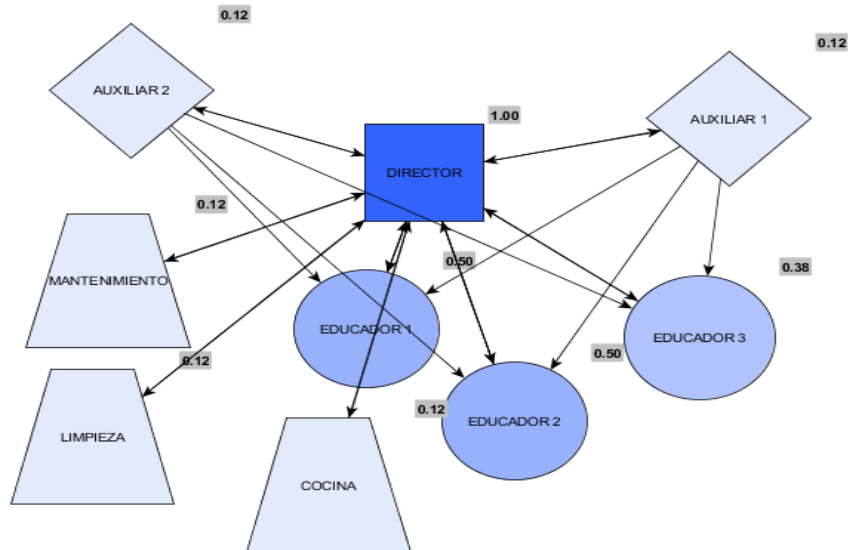 0.12
0.12
AUXILIAR 2
1.00
AUXILIAR 1
DIRECTOR
0.12
0.50
0.38
MANTENIMIENTO
EDUCADOR 1
EDUCADOR 3
0.12
0.50
0.12
EDUCADOR 2
LIMPIEZA
COCINA